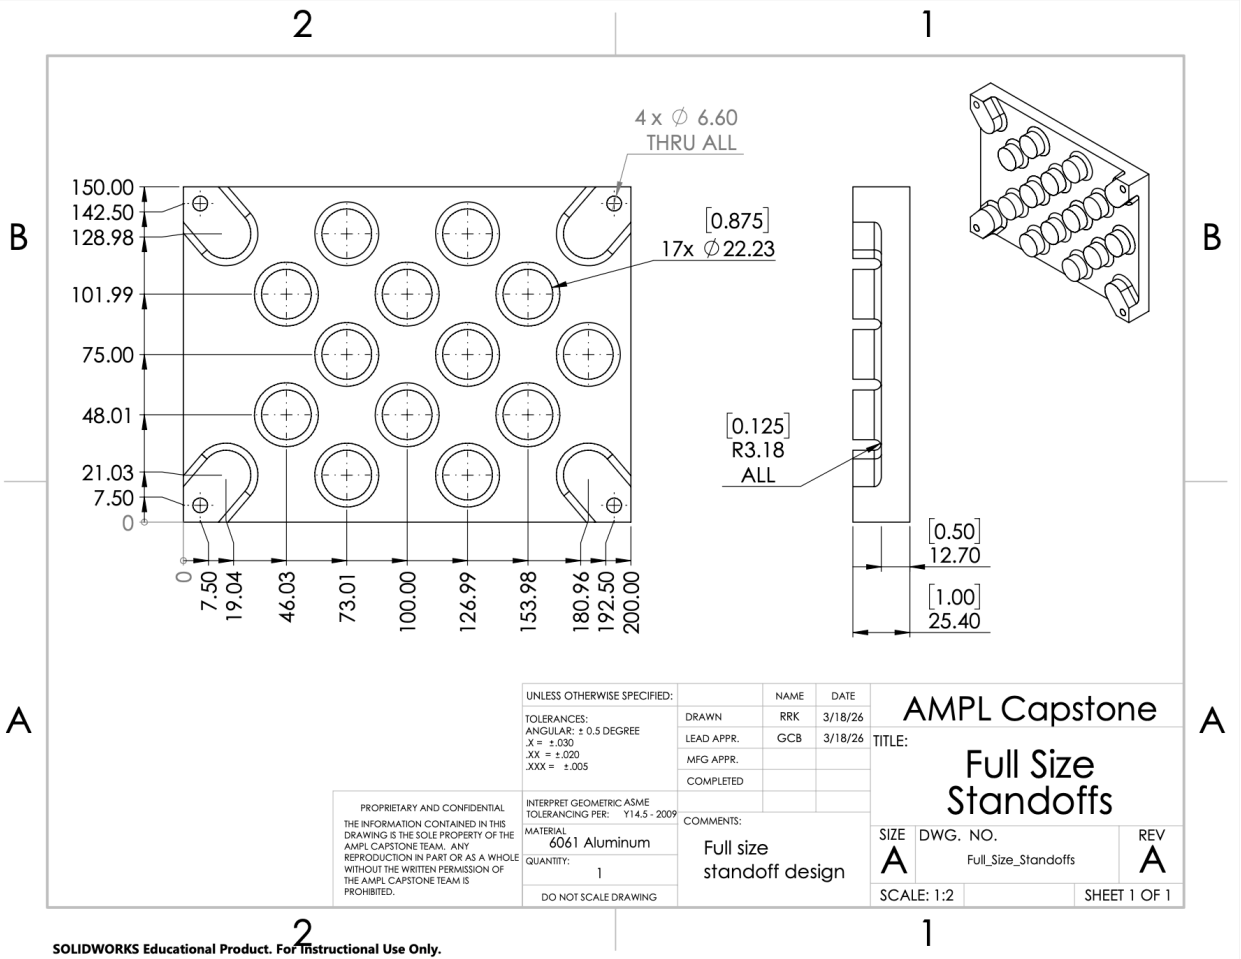 2
1
B
B
A
A
2
1
4 x ∅ 6.60
THRU ALL
[0.875]
17x ∅ 22.23
150.00
142.50
128.98
101.99
75.00
48.01
21.03
7.50
0
0
7.50
19.04
46.03
73.01
100.00
126.99
153.98
180.96
192.50
200.00
[0.125]
R3.18
ALL
[0.50]
12.70
[1.00]
25.40
UNLESS OTHERWISE SPECIFIED:
TOLERANCES:
ANGULAR: ± 0.5 DEGREE
.X = ±.030
.XX = ±.020
.XXX = ±.005
INTERPRET GEOMETRIC ASME
TOLERANCING PER: Y14.5 - 2009
MATERIAL
6061 Aluminum
QUANTITY:
1
DO NOT SCALE DRAWING
NAME DATE
DRAWN RRK 3/18/26
LEAD APPR. GCB 3/18/26
MFG APPR.
COMPLETED
COMMENTS:
Full size
standoff design
AMPL Capstone
TITLE:
Full Size
Standoffs
SIZE DWG. NO. REV
A Full_Size_Standoffs A
SCALE: 1:2 SHEET 1 OF 1
PROPRIETARY AND CONFIDENTIAL
THE INFORMATION CONTAINED IN THIS
DRAWING IS THE SOLE PROPERTY OF THE
AMPL CAPSTONE TEAM. ANY
REPRODUCTION IN PART OR AS A WHOLE
WITHOUT THE WRITTEN PERMISSION OF
THE AMPL CAPSTONE TEAM IS
PROHIBITED.
SOLIDWORKS Educational Product. For Instructional Use Only.